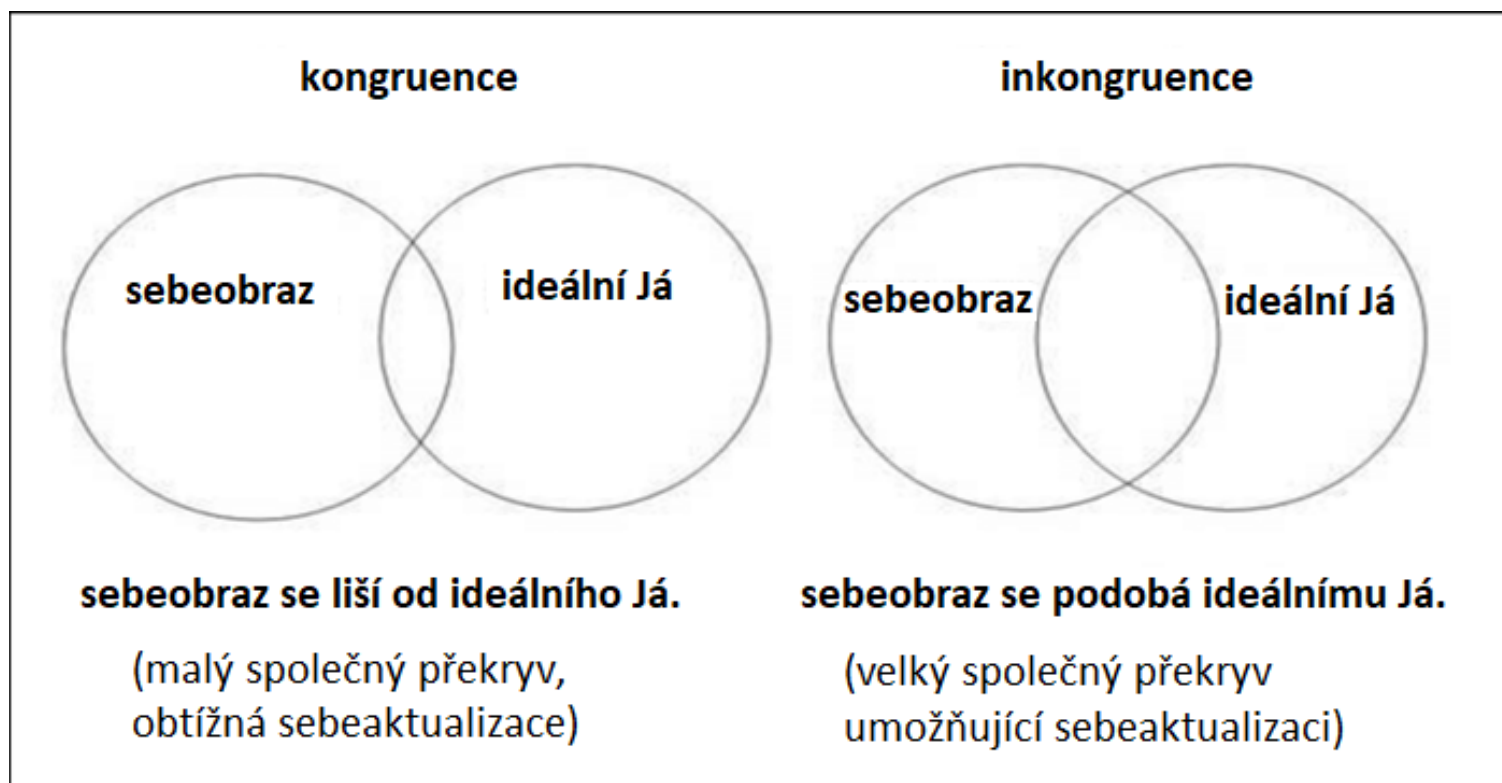 kongruence
sebeobraz
ideální Já
sebeobraz se liší od ideálního Já.
(malý společný překryv,
obtížná sebeaktualizace)
inkongruence
sebeobraz
ideální Já
sebeobraz se podobá ideálnímu Já.
(velký společný překryv
umožňující sebeaktualizaci)